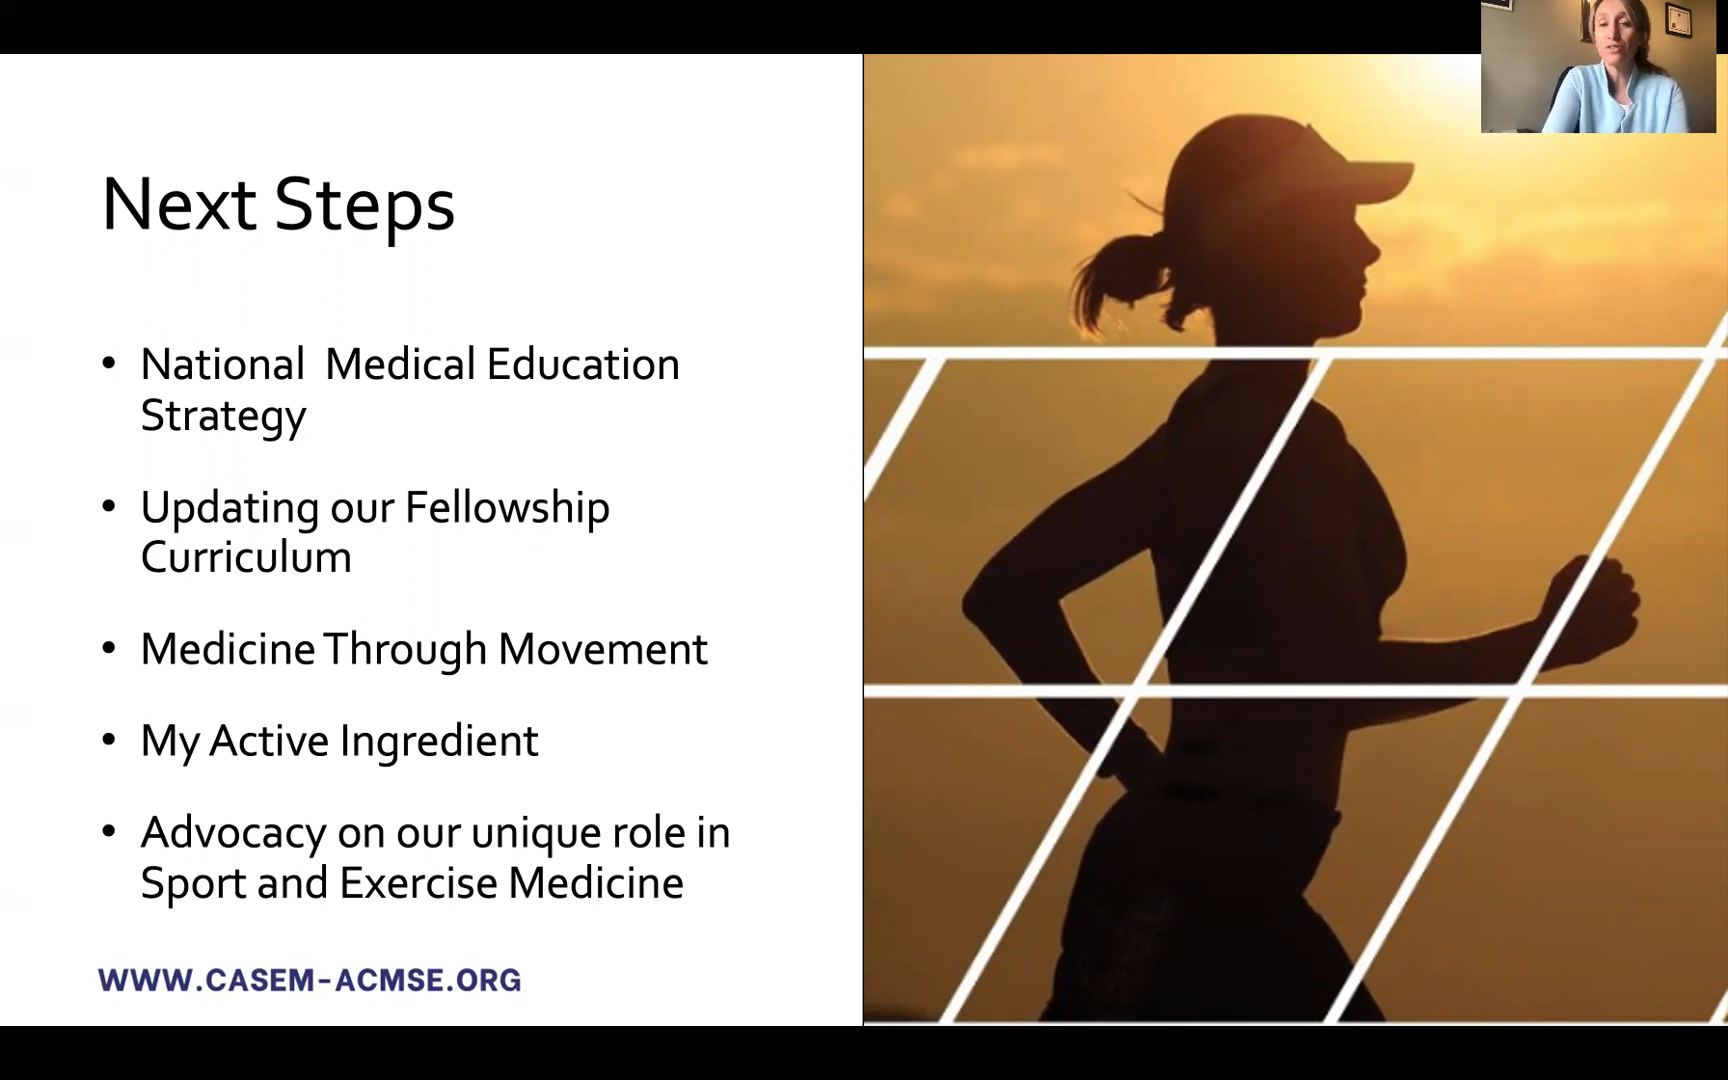 Next Steps
• National  Medical Education
Strategy
• Updating our Fellowship
Curriculum
• Medicine Through Movement
• My Active Ingredient
• Advocacy on our unique role in
Sport and Exercise Medicine
WWW.CASEM-ACMSE.ORG